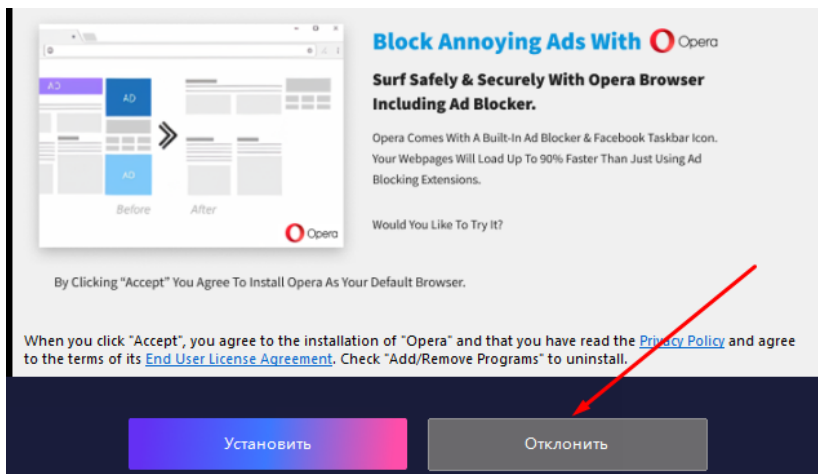 Block Annoying Ads With Opera
Surf Safely & Securely With Opera Browser
Including Ad Blocker.
Opera Comes With A Built-In Ad Blocker & Facebook Taskbar Icon.
Your Webpages Will Load Up To 90% Faster Than Just Using Ad
Blocking Extensions.
Would You Like To Try It?
AD
AD
AD
Before After
Opera
By Clicking "Accept" You Agree To Install Opera As Your Default Browser.
When you click "Accept", you agree to the installation of "Opera" and that you have read the Privacy Policy and agree
to the terms of its End User License Agreement. Check "Add/Remove Programs" to uninstall.
Установить Отклонить